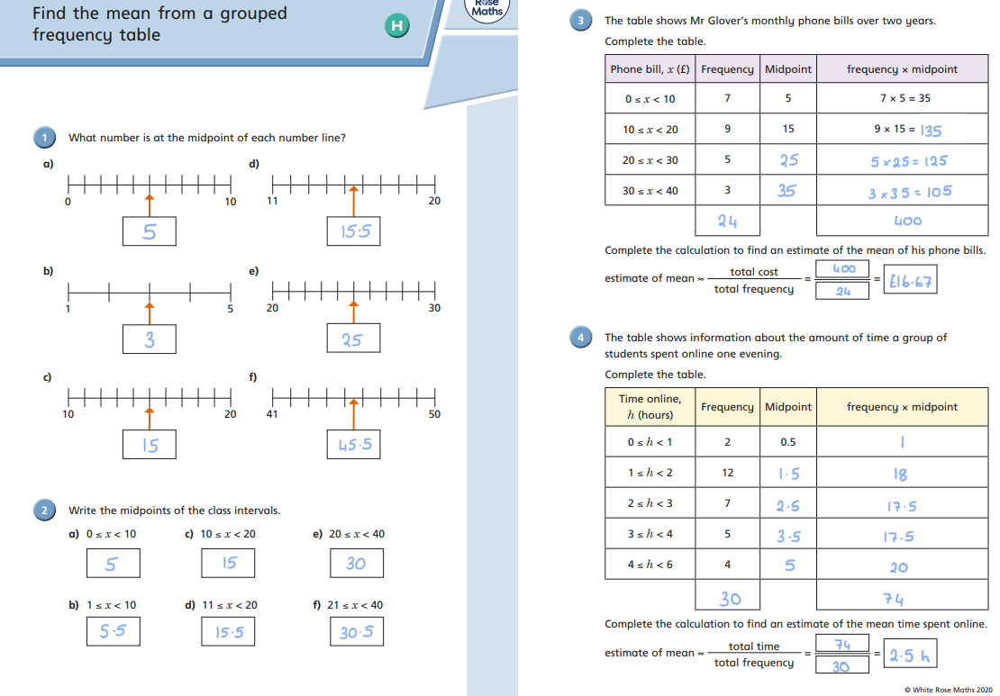 Find the mean from a grouped
frequency table
H
Rose
Maths
1 What number is at the midpoint of each number line?
a)
0 10
5
d)
11 20
15.5
b)
1 5
3
e)
20 30
25
c)
10 20
15
f)
41 50
45.5
2 Write the midpoints of the class intervals.
a) 0 ≤ x < 10 c) 10 ≤ x < 20 e) 20 ≤ x < 40
5 15 30
b) 1 ≤ x < 10 d) 11 ≤ x < 20 f) 21 ≤ x < 40
5.5 15.5 30.5
3 The table shows Mr Glover's monthly phone bills over two years.
Complete the table.
Phone bill, x (£) Frequency Midpoint frequency × midpoint
0 ≤ x < 10 7 5 7 × 5 = 35
10 ≤ x < 20 9 15 9 × 15 = 135
20 ≤ x < 30 5 25 5 × 25 = 125
30 ≤ x < 40 3 35 3 × 35 = 105
24 400
Complete the calculation to find an estimate of the mean of his phone bills.
estimate of mean ≈ total cost / total frequency = 400 / 24 = £16.67
4 The table shows information about the amount of time a group of
students spent online one evening.
Complete the table.
Time online,
h (hours) Frequency Midpoint frequency × midpoint
0 ≤ h < 1 2 0.5 1
1 ≤ h < 2 12 1.5 18
2 ≤ h < 3 7 2.5 17.5
3 ≤ h < 4 5 3.5 17.5
4 ≤ h < 6 4 5 20
30 74
Complete the calculation to find an estimate of the mean time spent online.
estimate of mean ≈ total time / total frequency = 74 / 30 = 2.5 h
© White Rose Maths 2020